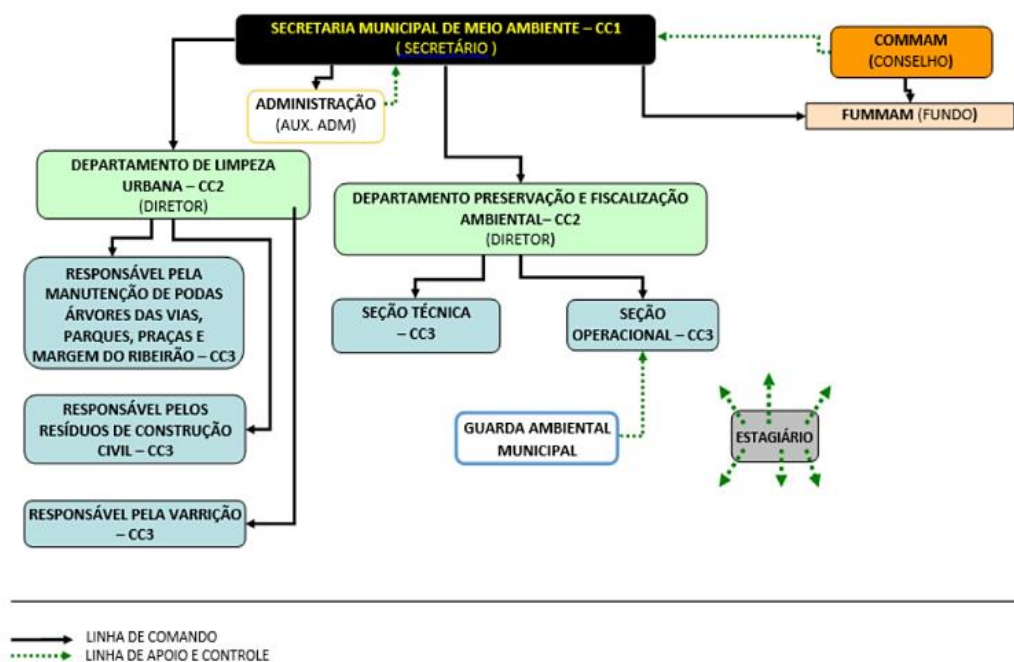 SECRETARIA MUNICIPAL DE MEIO AMBIENTE – CC1
( SECRETÁRIO )
COMMAM
(CONSELHO)
ADMINISTRAÇÃO
(AUX. ADM)
FUMMAM (FUNDO)
DEPARTAMENTO DE LIMPEZA
URBANA – CC2
(DIRETOR)
DEPARTAMENTO PRESERVAÇÃO E FISCALIZAÇÃO
AMBIENTAL– CC2
(DIRETOR)
RESPONSÁVEL PELA
MANUTENÇÃO DE PODAS
ÁRVORES DAS VIAS,
PARQUES, PRAÇAS E
MARGEM DO RIBEIRÃO – CC3
SEÇÃO TÉCNICA
– CC3
SEÇÃO
OPERACIONAL – CC3
RESPONSÁVEL PELOS
RESÍDUOS DE CONSTRUÇÃO
CIVIL – CC3
GUARDA AMBIENTAL
MUNICIPAL
ESTAGIÁRIO
RESPONSÁVEL PELA VARRIÇÃO
– CC3
LINHA DE COMANDO
LINHA DE APOIO E CONTROLE